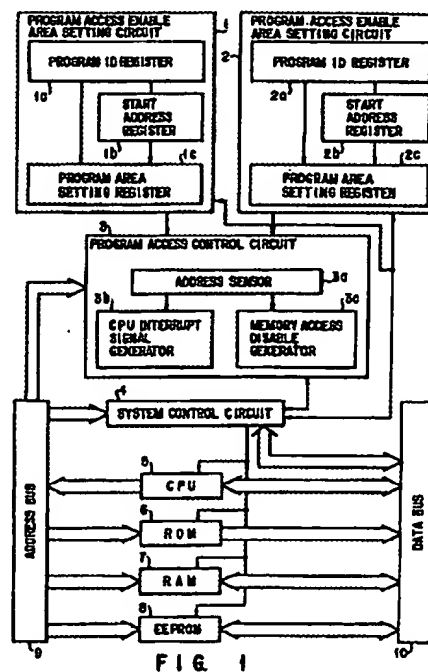 PROGRAM ACCESS ENABLE
AREA SETTING CIRCUIT
1
PROGRAM ID REGISTER
1a
START
ADDRESS
REGISTER
1b
1c
PROGRAM AREA
SETTING REGISTER
PROGRAM ACCESS ENABLE
AREA SETTING CIRCUIT
2
PROGRAM ID REGISTER
2a
START
ADDRESS
REGISTER
2b
2c
PROGRAM AREA
SETTING REGISTER
3
PROGRAM ACCESS CONTROL CIRCUIT
ADDRESS SENSOR
3a
3b
CPU INTERRUPT
SIGNAL
GENERATOR
3c
MEMORY ACCESS
DISABLE
GENERATOR
4
SYSTEM CONTROL CIRCUIT
5
CPU
6
ROM
7
RAM
8
EEPROM
ADDRESS BUS
9
DATA BUS
10
FIG. 1